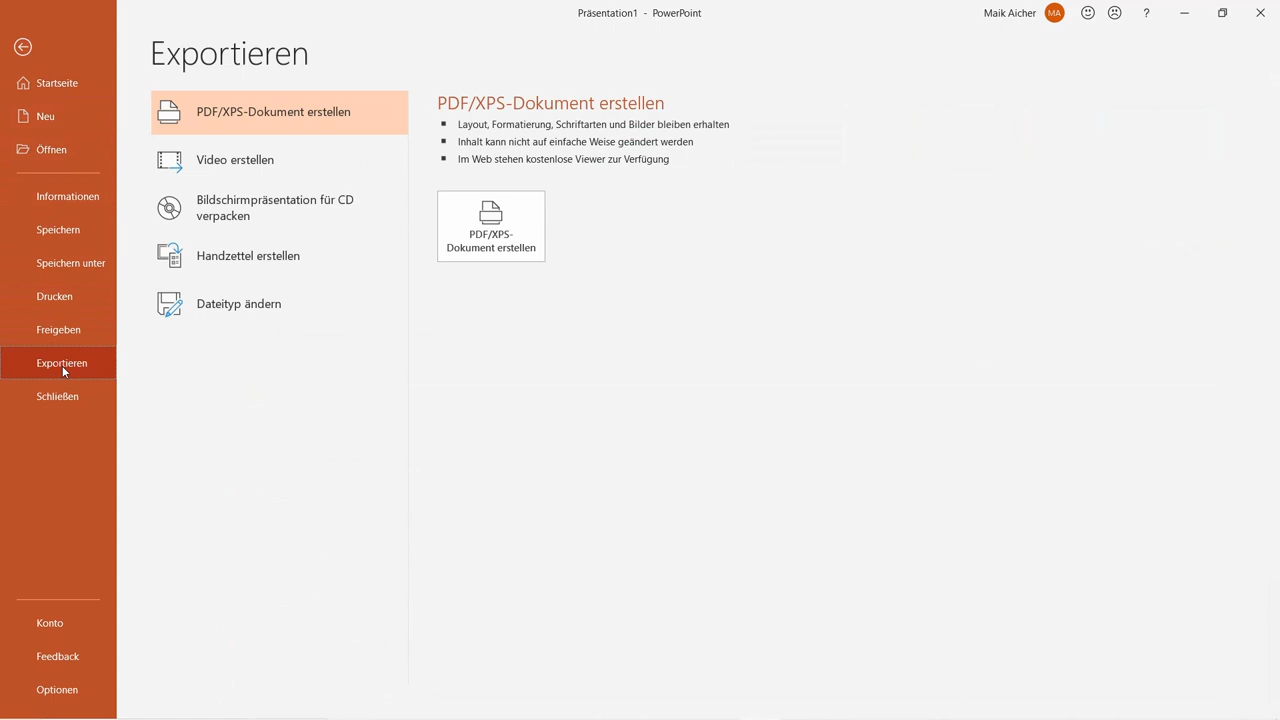 Präsentation1 - PowerPoint
Maik Aicher
MA
?
Startseite
Neu
Öffnen
Informationen
Speichern
Speichern unter
Drucken
Freigeben
Exportieren
Schließen
Konto
Feedback
Optionen
Exportieren
PDF/XPS-Dokument erstellen
Video erstellen
Bildschirmpräsentation für CD
verpacken
Handzettel erstellen
Dateityp ändern
PDF/XPS-Dokument erstellen
Layout, Formatierung, Schriftarten und Bilder bleiben erhalten
Inhalt kann nicht auf einfache Weise geändert werden
Im Web stehen kostenlose Viewer zur Verfügung
PDF/XPS-
Dokument erstellen